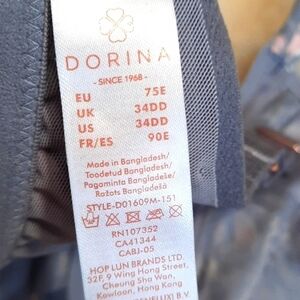 DORINA
- SINCE 1968 -
EU 75E
UK 34DD
US 34DD
FR/ES 90E
Made in Bangladesh/
Toodetud Bangladesh/
Pagaminta Bangladeše/
Ražots Bangladešā
STYLE-D01609M-151
RN107352
CA41344
CABJ-05
HOP LUN BRANDS LTD.
52F, 9 Wing Hong Street,
Cheung Sha Wan,
Kowloon, Hong Kong